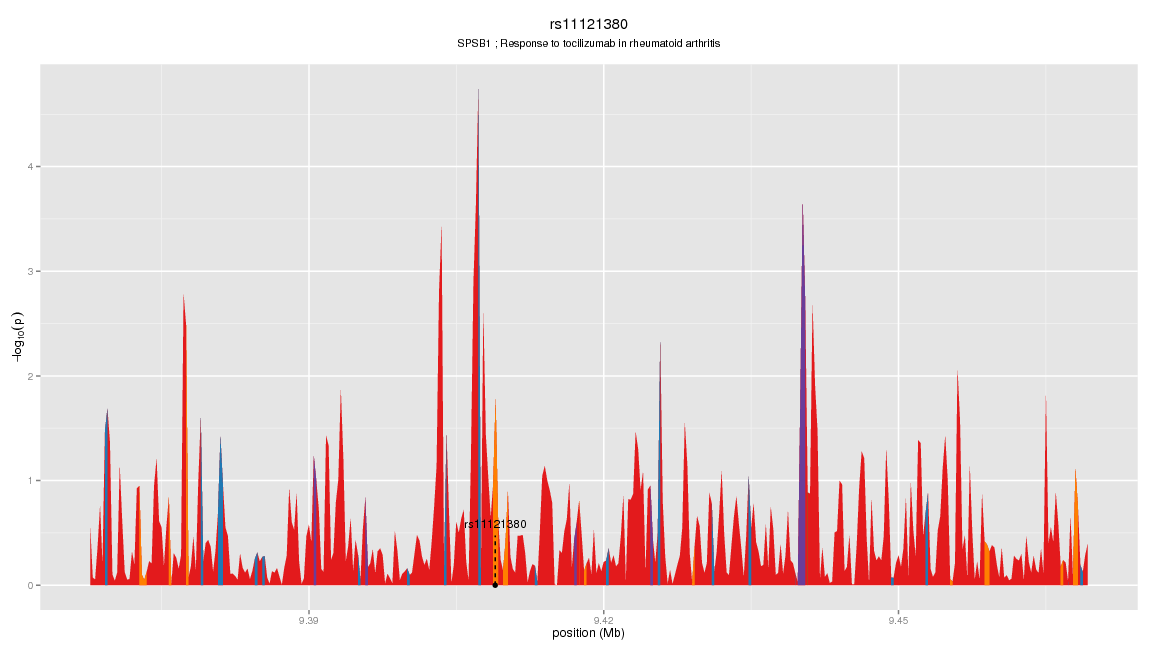 rs11121380
SPSB1 ; Response to tocilizumab in rheumatoid arthritis
−log10(p)
4
3
2
1
0
rs11121380
9.39
9.42
9.45
position (Mb)